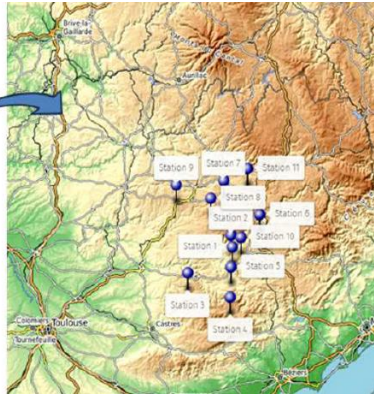 Brive-la-
Gaillarde
Aurillac
Station 9
Station 7
Station 11
Station 8
Station 2
Station 6
Station 1
Station 10
Station 5
Station 3
Station 4
Colomiers
Toulouse
Tournefeuille
Castres
Béziers